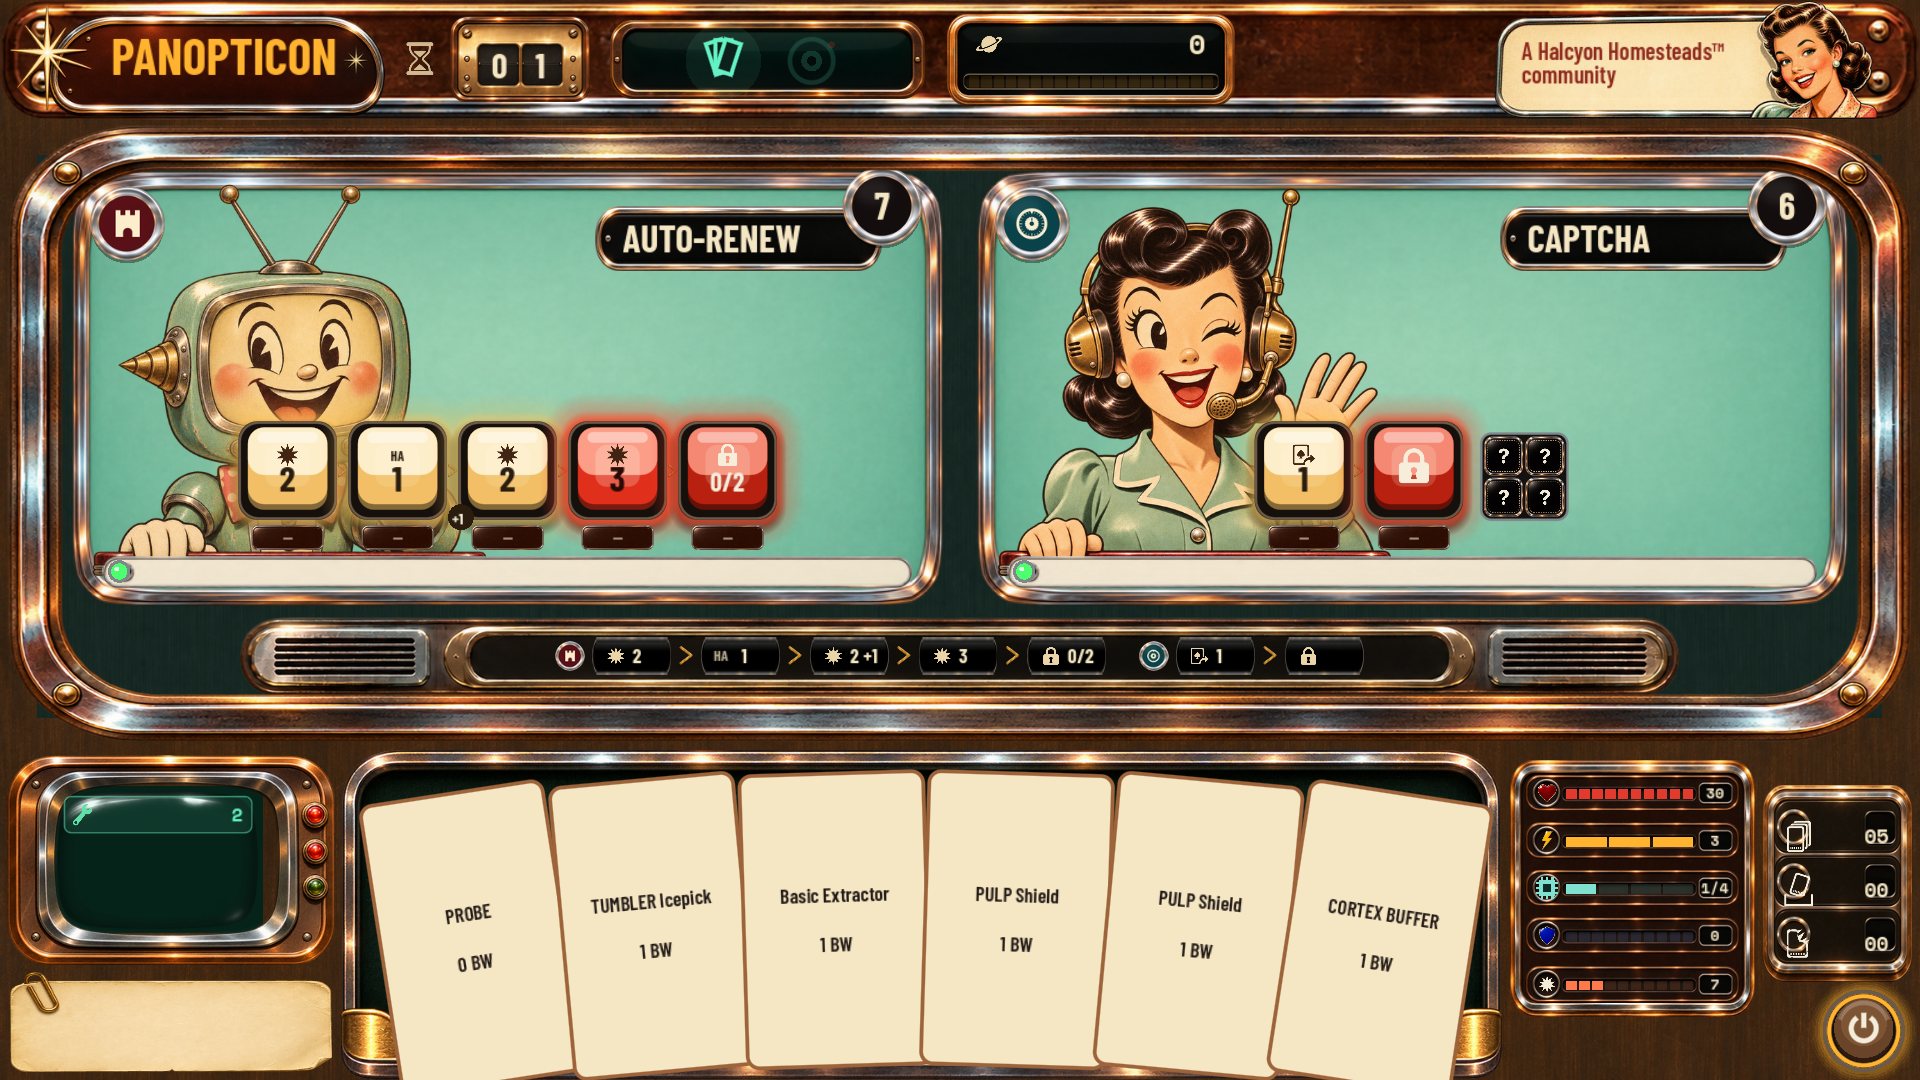 PANOPTICON
0 1
0
A Halcyon Homesteads™
community
AUTO-RENEW
7
CAPTCHA
6
2
HA
1
2
3
0/2
1
? ?
? ?
+1
2
HA 1
2 +1
3
0/2
1
2
PROBE
0 BW
TUMBLER Icepick
1 BW
Basic Extractor
1 BW
PULP Shield
1 BW
PULP Shield
1 BW
CORTEX BUFFER
1 BW
30
3
1/4
0
7
05
00
00